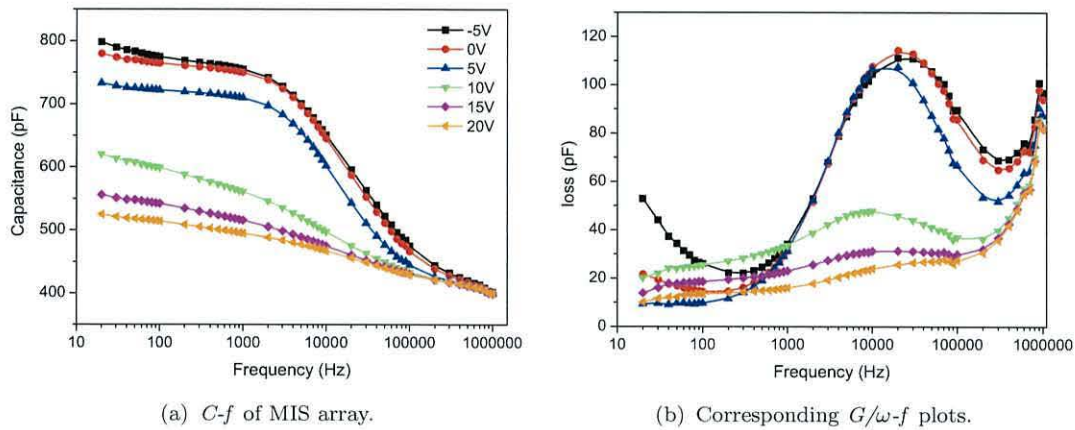 800
700
600
500
400
Capacitance (pF)
10
100
1000
10000
100000
1000000
Frequency (Hz)
-5V
0V
5V
10V
15V
20V
(a) C-f of MIS array.
120
100
80
60
40
20
0
loss (pF)
10
100
1000
10000
100000
1000000
Frequency (Hz)
(b) Corresponding G/ω-f plots.